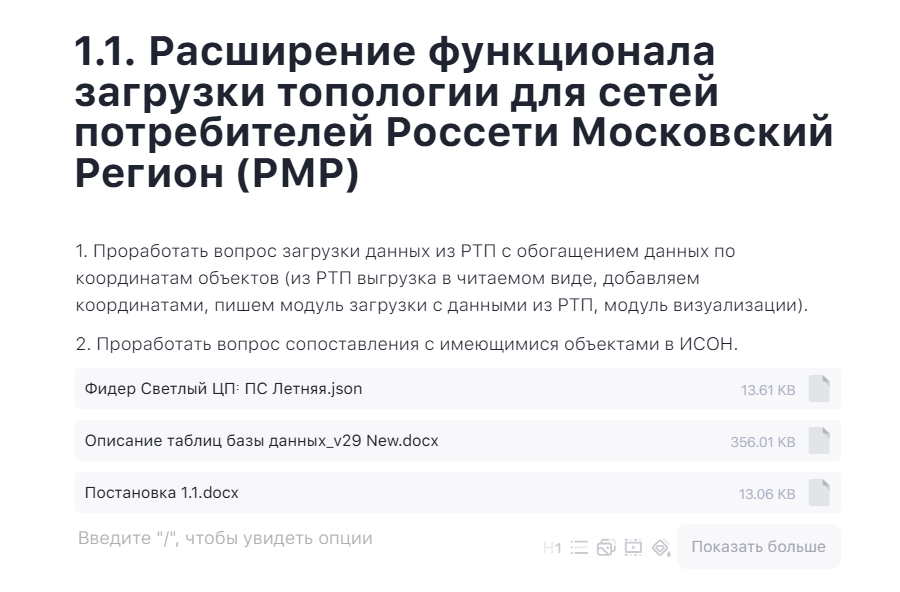 1.1. Расширение функционала
загрузки топологии для сетей
потребителей Россети Московский
Регион (РМР)
1. Проработать вопрос загрузки данных из РТП с обогащением данных по
координатам объектов (из РТП выгрузка в читаемом виде, добавляем
координатами, пишем модуль загрузки с данными из РТП, модуль визуализации).
2. Проработать вопрос сопоставления с имеющимися объектами в ИСОН.
Фидер Светлый ЦП: ПС Летняя.json 13.61 KB
Описание таблиц базы данных_v29 New.docx 356.01 KB
Постановка 1.1.docx 13.06 KB
Введите "/", чтобы увидеть опции H1 Показать больше